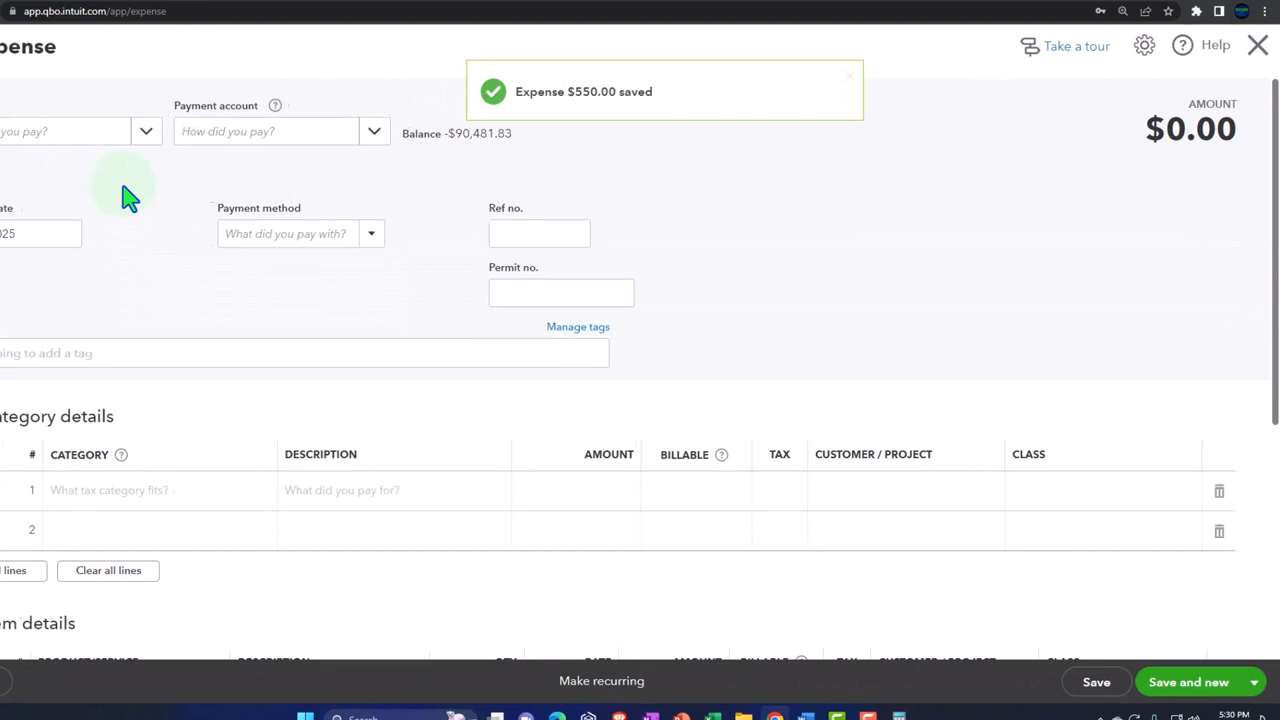 app.qbo.intuit.com/app/expense
pense
Take a tour
Help
Expense $550.00 saved
Payment account
AMOUNT
you pay?
How did you pay?
Balance -$90,481.83
$0.00
ate
Payment method
Ref no.
025
What did you pay with?
Permit no.
Manage tags
ping to add a tag
ategory details
#
CATEGORY
DESCRIPTION
AMOUNT
BILLABLE
TAX
CUSTOMER / PROJECT
CLASS
1
What tax category fits?
What did you pay for?
2
lines
Clear all lines
em details
PRODUCT/SERVICE
DESCRIPTION
QTY
RATE
AMOUNT
BILLABLE
TAX
CUSTOMER / PROJECT
CLASS
Make recurring
Save
Save and new
Search
5:30 PM